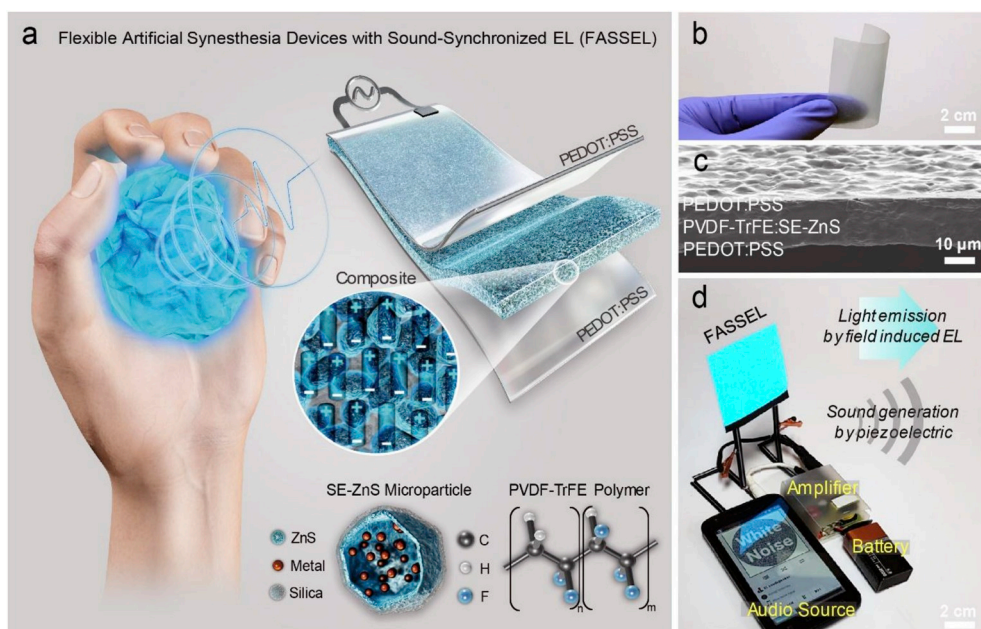 a
Flexible Artificial Synesthesia Devices with Sound-Synchronized EL (FASSEL)
PEDOT:PSS
PEDOT:PSS
Composite
SE-ZnS Microparticle
ZnS
Metal
Silica
PVDF-TrFE Polymer
C
H
F
n
m
b
2 cm
c
PEDOT:PSS
PVDF-TrFE:SE-ZnS
PEDOT:PSS
10 µm
d
FASSEL
Light emission
by field induced EL
Sound generation
by piezoelectric
Amplifier
Battery
White
Noise
Audio Source
2 cm